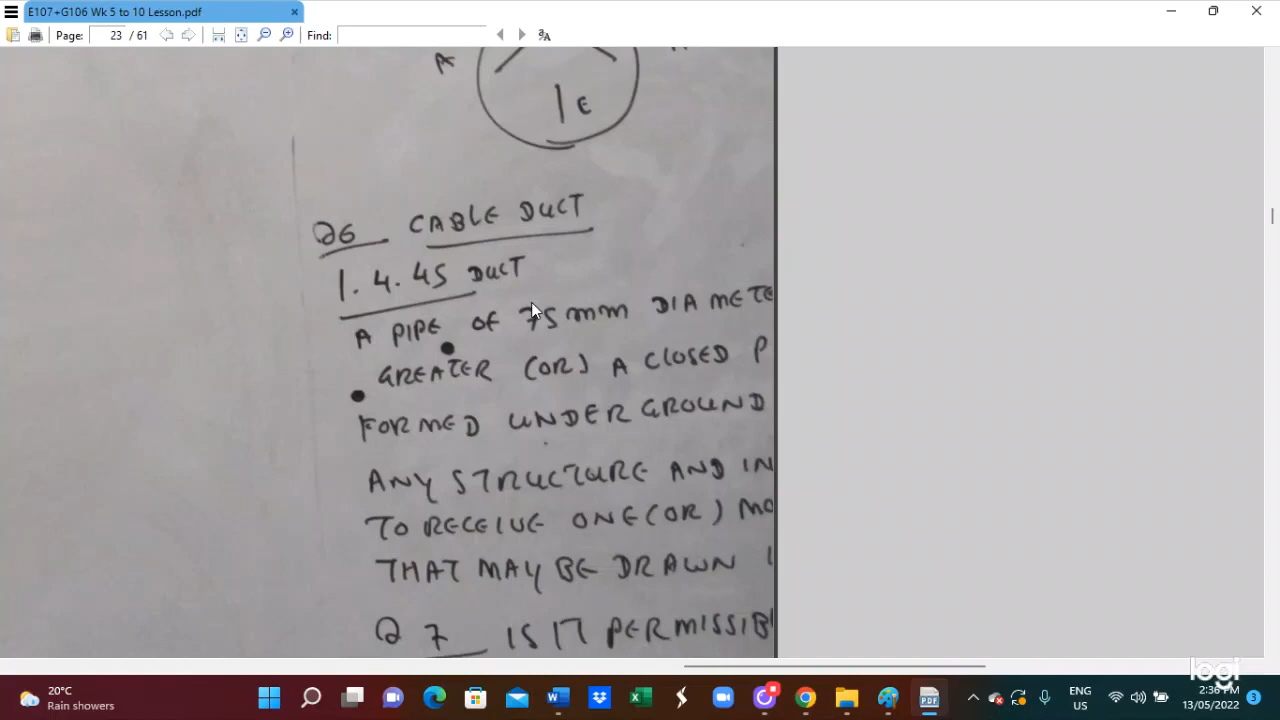 E107+G106 Wk 5 to 10 Lesson.pdf
Page: 23 / 61 Find:
A
E
Q6 CABLE DUCT
1.4.45 DUCT
A PIPE OF 75mm DIAMETE
GREATER (OR) A CLOSED P
FORMED UNDERGROUND
ANY STRUCTURE AND IN
TO RECEIVE ONE (OR) MO
THAT MAY BE DRAWN I
Q7 IS IT PERMISSIB
logi
20°C
Rain showers
ENG
US
2:36 PM
13/05/2022
3